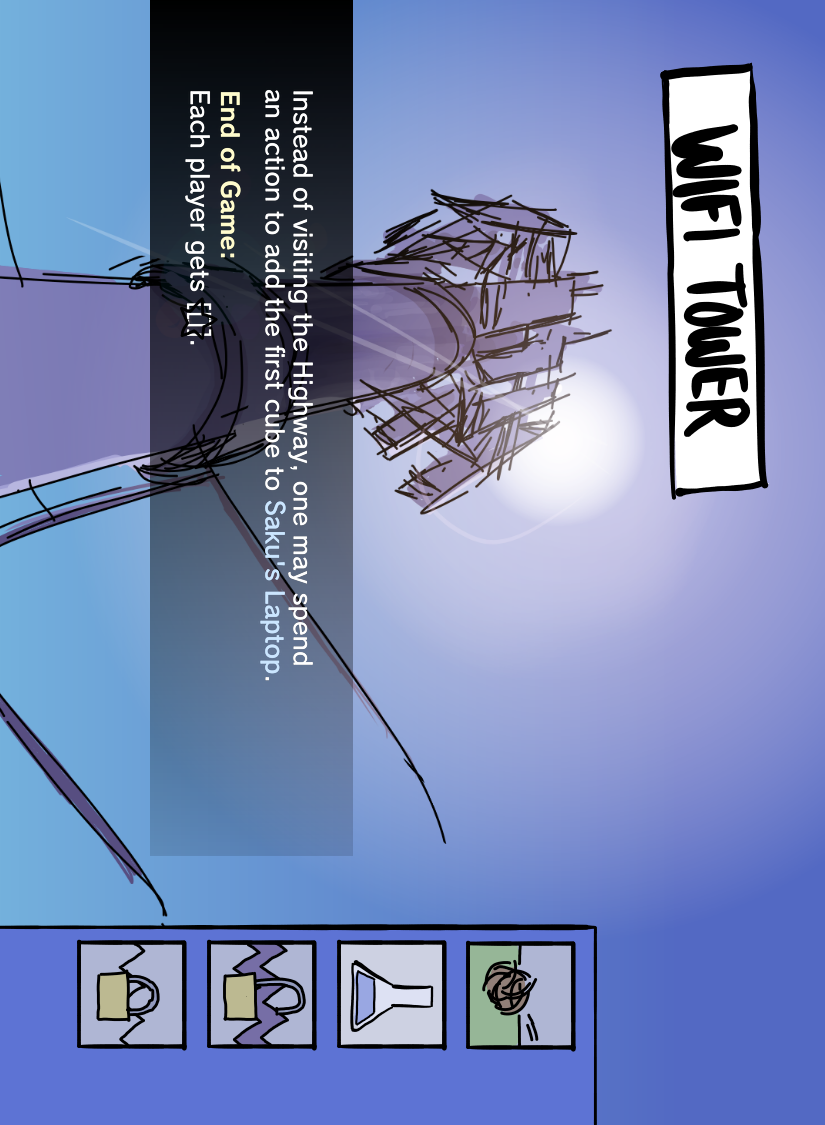 WIFI TOWER
Instead of visiting the Highway, one may spend
an action to add the first cube to Saku's Laptop.
End of Game:
Each player gets